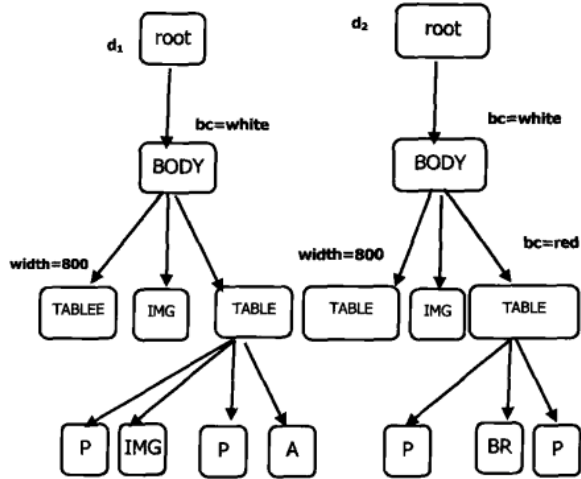 d1 root d2 root
bc=white bc=white
BODY BODY
bc=red
width=800 width=800
TABLEE IMG TABLE TABLE IMG TABLE
P IMG P A P BR P